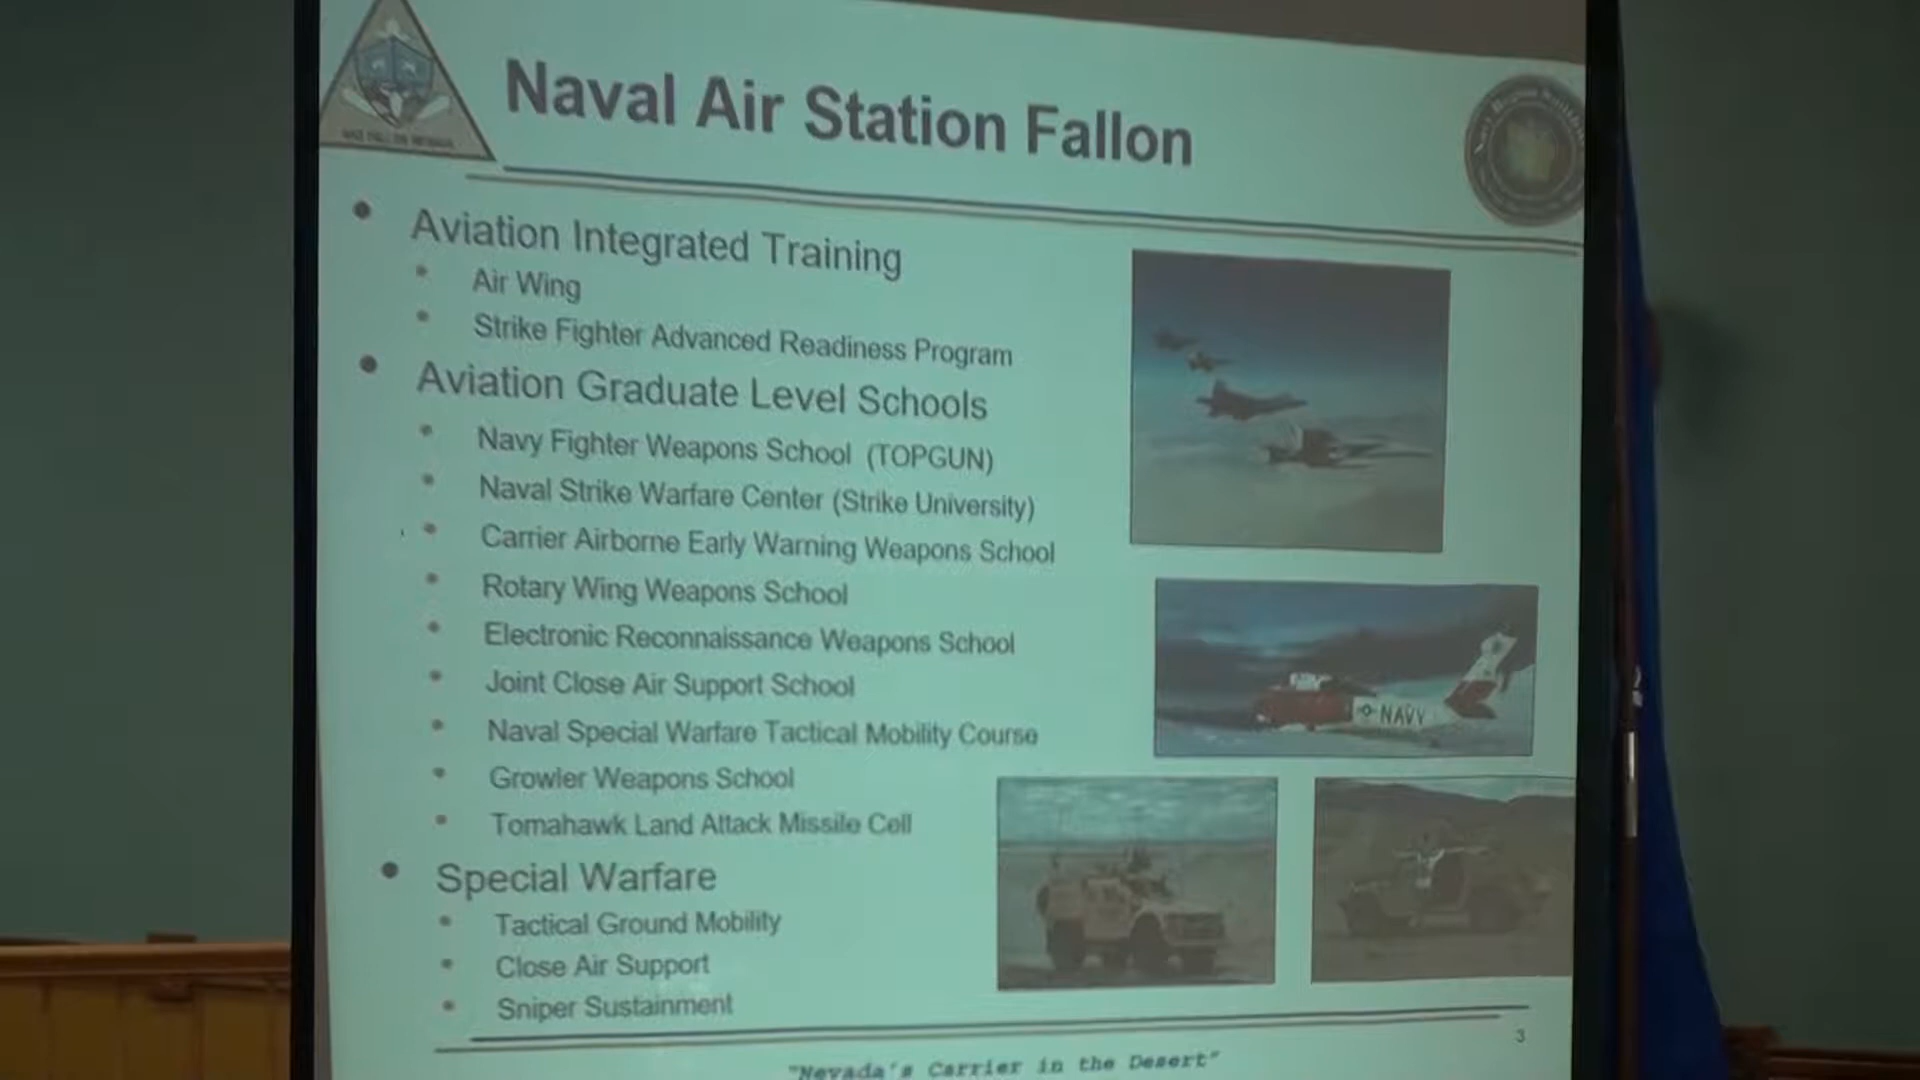 Naval Air Station Fallon
Aviation Integrated Training
Air Wing
Strike Fighter Advanced Readiness Program
Aviation Graduate Level Schools
Navy Fighter Weapons School (TOPGUN)
Naval Strike Warfare Center (Strike University)
Carrier Airborne Early Warning Weapons School
Rotary Wing Weapons School
Electronic Reconnaissance Weapons School
Joint Close Air Support School
Naval Special Warfare Tactical Mobility Course
Growler Weapons School
Tomahawk Land Attack Missile Cell
Special Warfare
Tactical Ground Mobility
Close Air Support
Sniper Sustainment
NAVY
3
"Nevada's Carrier in the Desert"